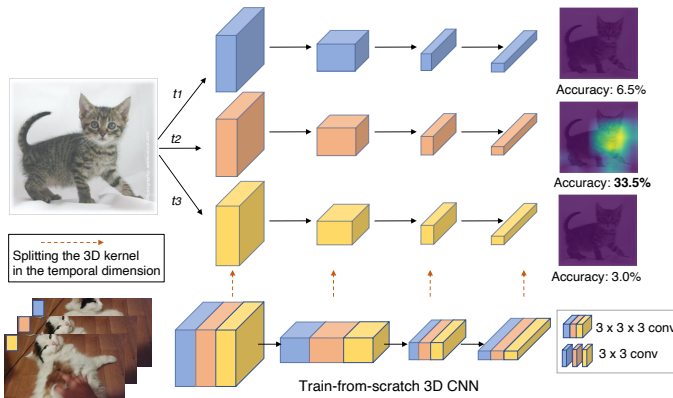 t1
t2
t3
Accuracy: 6.5%
Accuracy: 33.5%
Accuracy: 3.0%
Splitting the 3D kernel
in the temporal dimension
3 x 3 x 3 conv
3 x 3 conv
Train-from-scratch 3D CNN